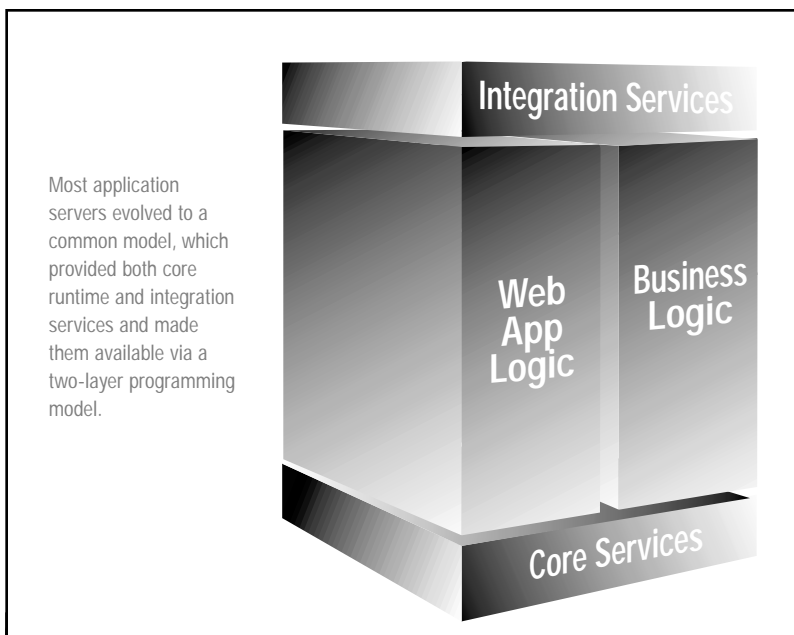 Most application
servers evolved to a
common model, which
provided both core
runtime and integration
services and made
them available via a
two-layer programming
model.
Integration Services
Web
App
Logic
Business
Logic
Core Services